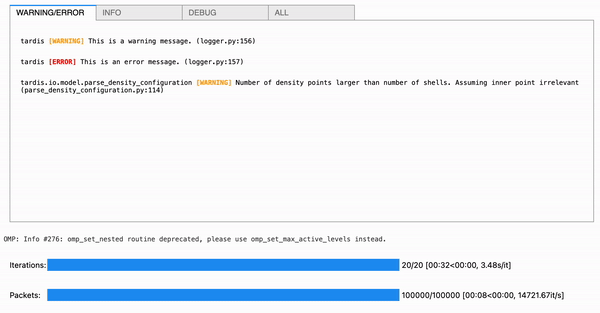 WARNING/ERROR INFO DEBUG ALL
tardis [WARNING] This is a warning message. (logger.py:156)
tardis [ERROR] This is an error message. (logger.py:157)
tardis.io.model.parse_density_configuration [WARNING] Number of density points larger than number of shells. Assuming inner point irrelevant
(parse_density_configuration.py:114)
OMP: Info #276: omp_set_nested routine deprecated, please use omp_set_max_active_levels instead.
Iterations: 20/20 [00:32<00:00, 3.48s/it]
Packets: 100000/100000 [00:08<00:00, 14721.67it/s]